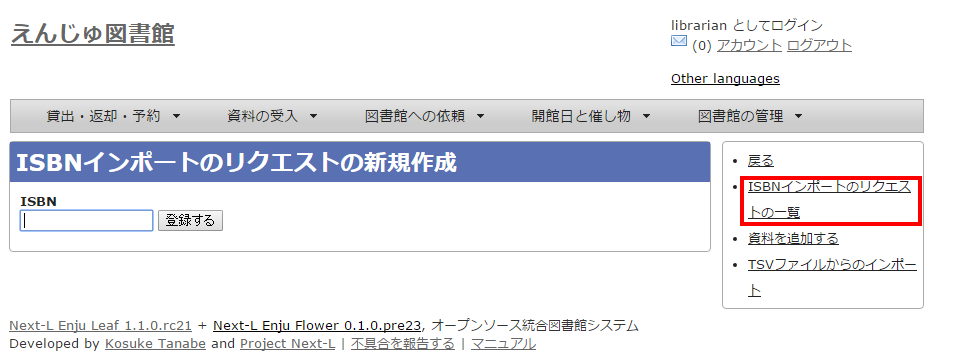 えんじゅ図書館
librarian としてログイン
(0) アカウント ログアウト
Other languages
貸出・返却・予約 資料の受入 図書館への依頼 開館日と催し物 図書館の管理
ISBNインポートのリクエストの新規作成
ISBN
登録する
戻る
ISBNインポートのリクエス
トの一覧
資料を追加する
TSVファイルからのインポー
ト
Next-L Enju Leaf 1.1.0.rc21 + Next-L Enju Flower 0.1.0.pre23, オープンソース統合図書館システム
Developed by Kosuke Tanabe and Project Next-L | 不具合を報告する | マニュアル